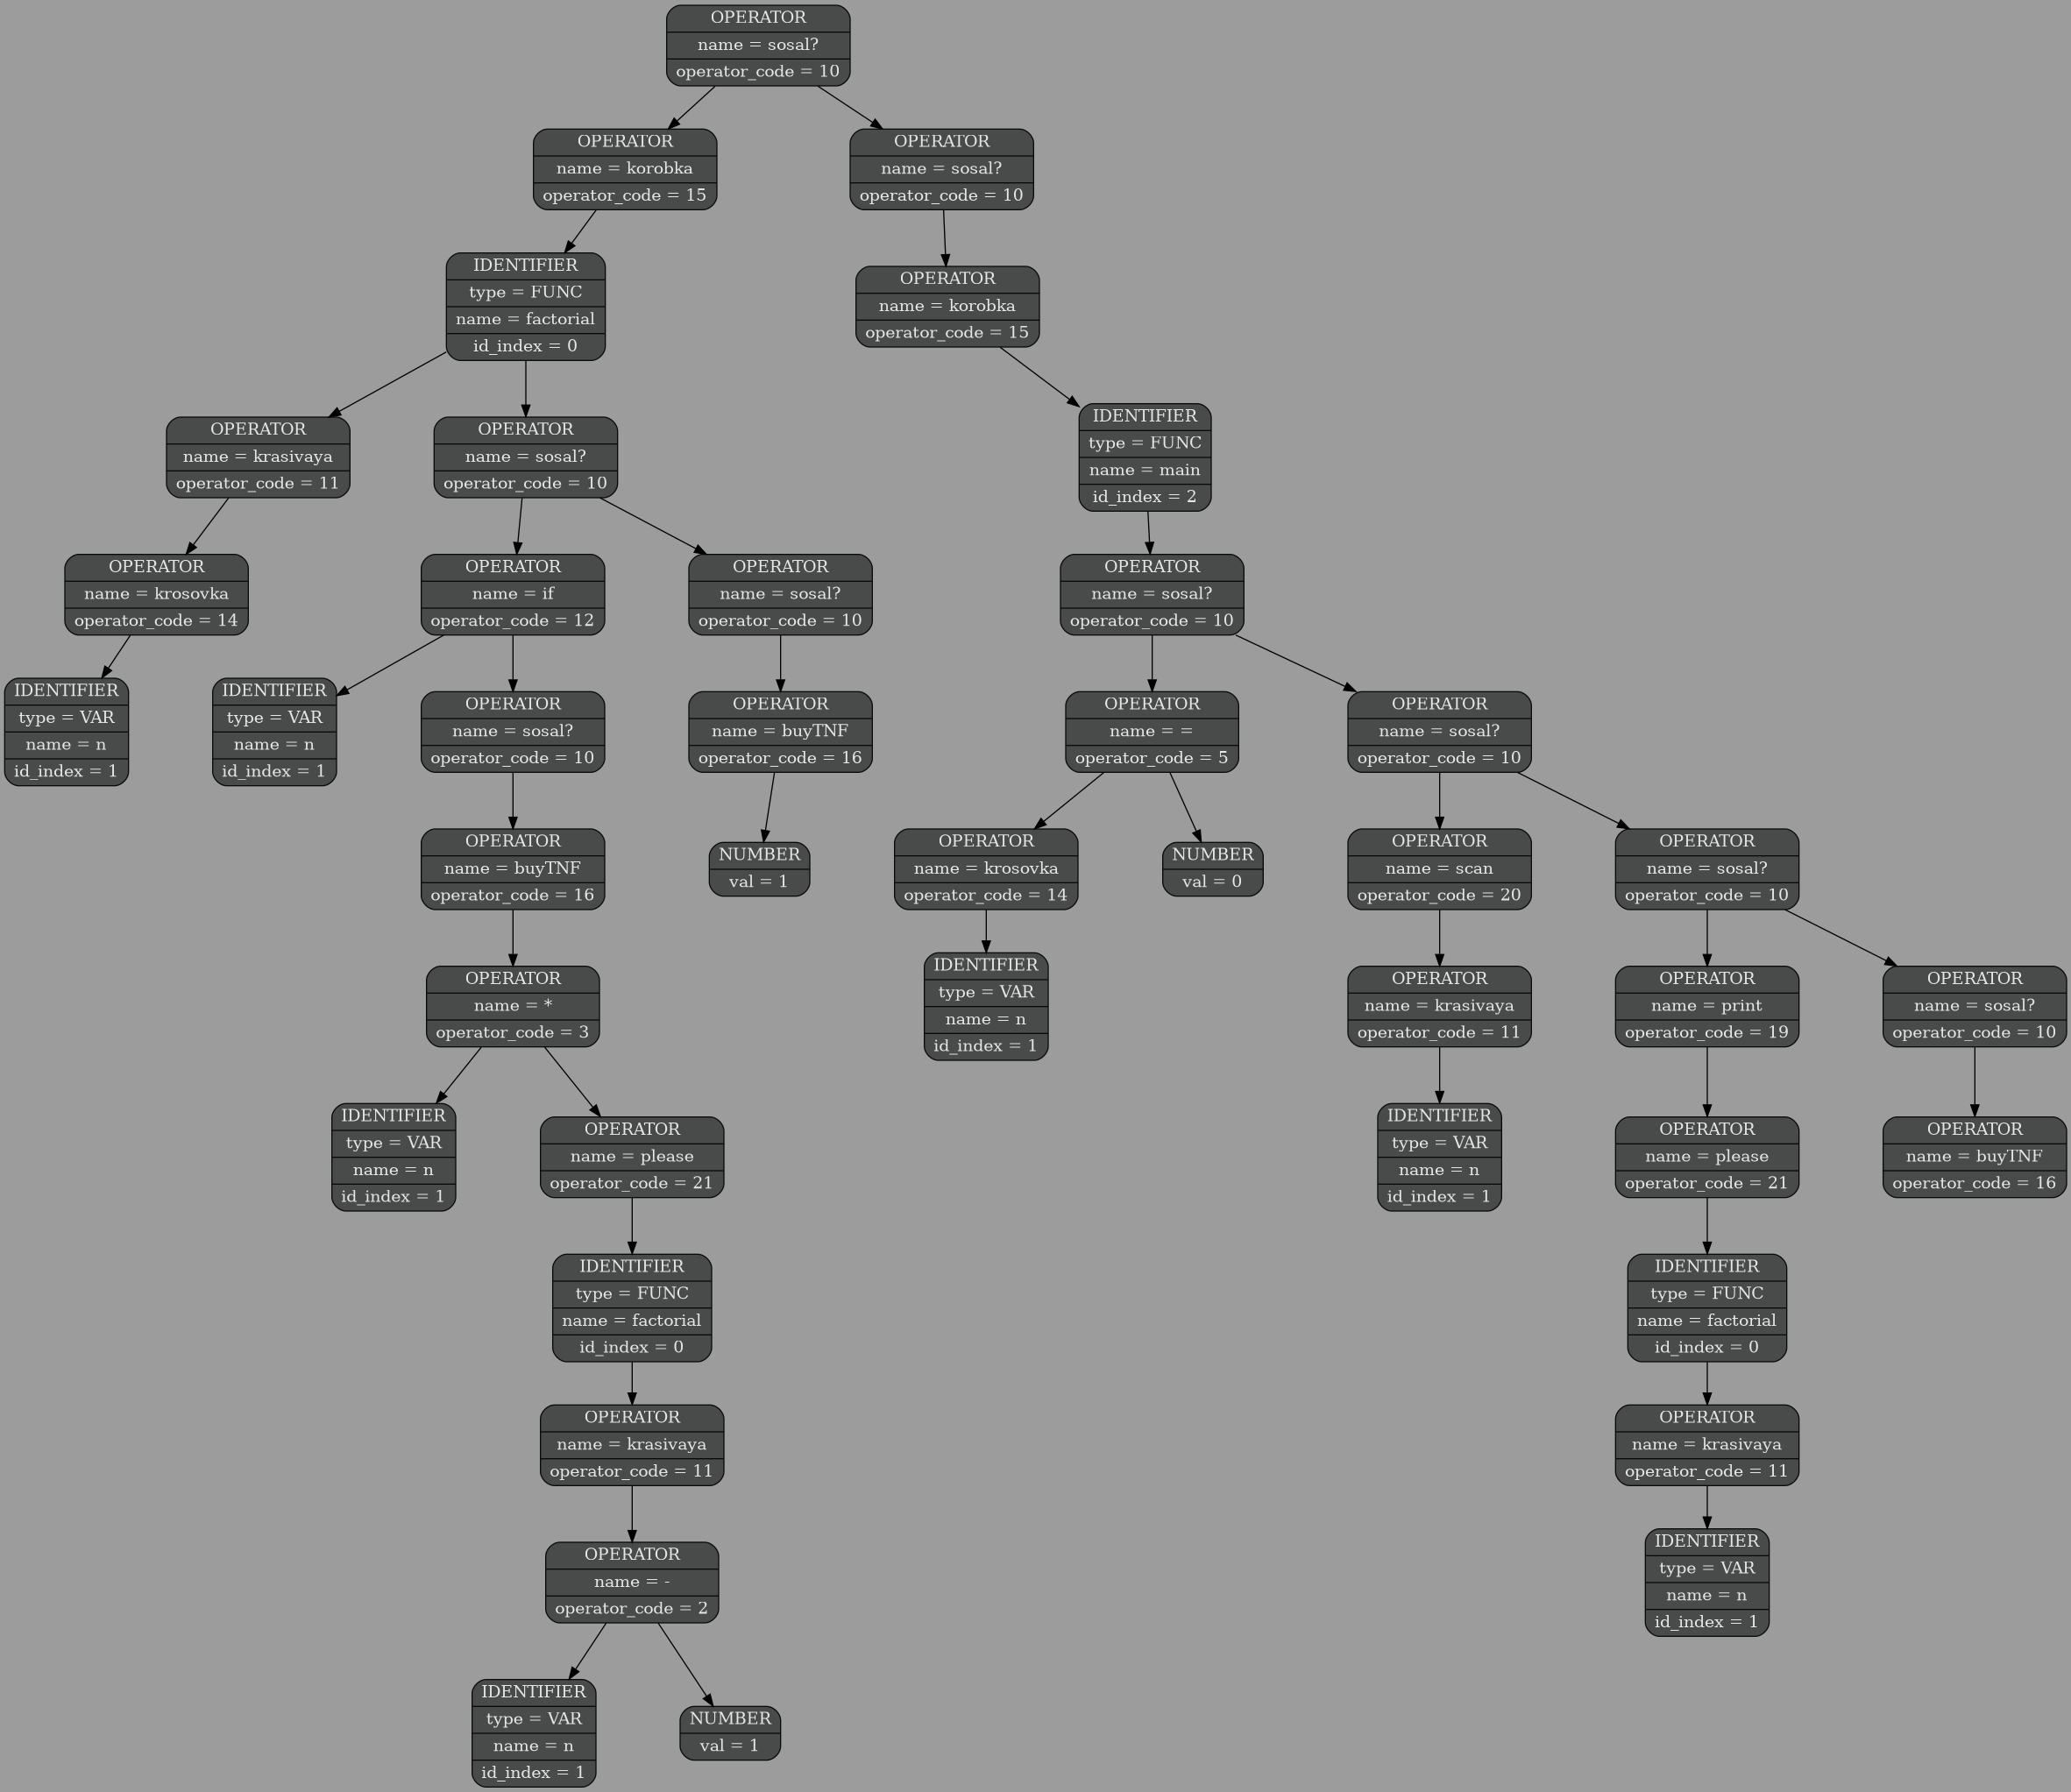 OPERATOR
name = sosal?
operator_code = 10
OPERATOR
name = korobka
operator_code = 15
OPERATOR
name = sosal?
operator_code = 10
IDENTIFIER
type = FUNC
name = factorial
id_index = 0
OPERATOR
name = korobka
operator_code = 15
OPERATOR
name = krasivaya
operator_code = 11
OPERATOR
name = sosal?
operator_code = 10
IDENTIFIER
type = FUNC
name = main
id_index = 2
OPERATOR
name = krosovka
operator_code = 14
OPERATOR
name = if
operator_code = 12
OPERATOR
name = sosal?
operator_code = 10
OPERATOR
name = sosal?
operator_code = 10
IDENTIFIER
type = VAR
name = n
id_index = 1
IDENTIFIER
type = VAR
name = n
id_index = 1
OPERATOR
name = sosal?
operator_code = 10
OPERATOR
name = buyTNF
operator_code = 16
OPERATOR
name = =
operator_code = 5
OPERATOR
name = sosal?
operator_code = 10
OPERATOR
name = buyTNF
operator_code = 16
NUMBER
val = 1
OPERATOR
name = krosovka
operator_code = 14
NUMBER
val = 0
OPERATOR
name = scan
operator_code = 20
OPERATOR
name = sosal?
operator_code = 10
OPERATOR
name = *
operator_code = 3
IDENTIFIER
type = VAR
name = n
id_index = 1
OPERATOR
name = krasivaya
operator_code = 11
OPERATOR
name = print
operator_code = 19
OPERATOR
name = sosal?
operator_code = 10
IDENTIFIER
type = VAR
name = n
id_index = 1
OPERATOR
name = please
operator_code = 21
IDENTIFIER
type = VAR
name = n
id_index = 1
OPERATOR
name = please
operator_code = 21
OPERATOR
name = buyTNF
operator_code = 16
IDENTIFIER
type = FUNC
name = factorial
id_index = 0
IDENTIFIER
type = FUNC
name = factorial
id_index = 0
OPERATOR
name = krasivaya
operator_code = 11
OPERATOR
name = krasivaya
operator_code = 11
OPERATOR
name = -
operator_code = 2
IDENTIFIER
type = VAR
name = n
id_index = 1
IDENTIFIER
type = VAR
name = n
id_index = 1
NUMBER
val = 1